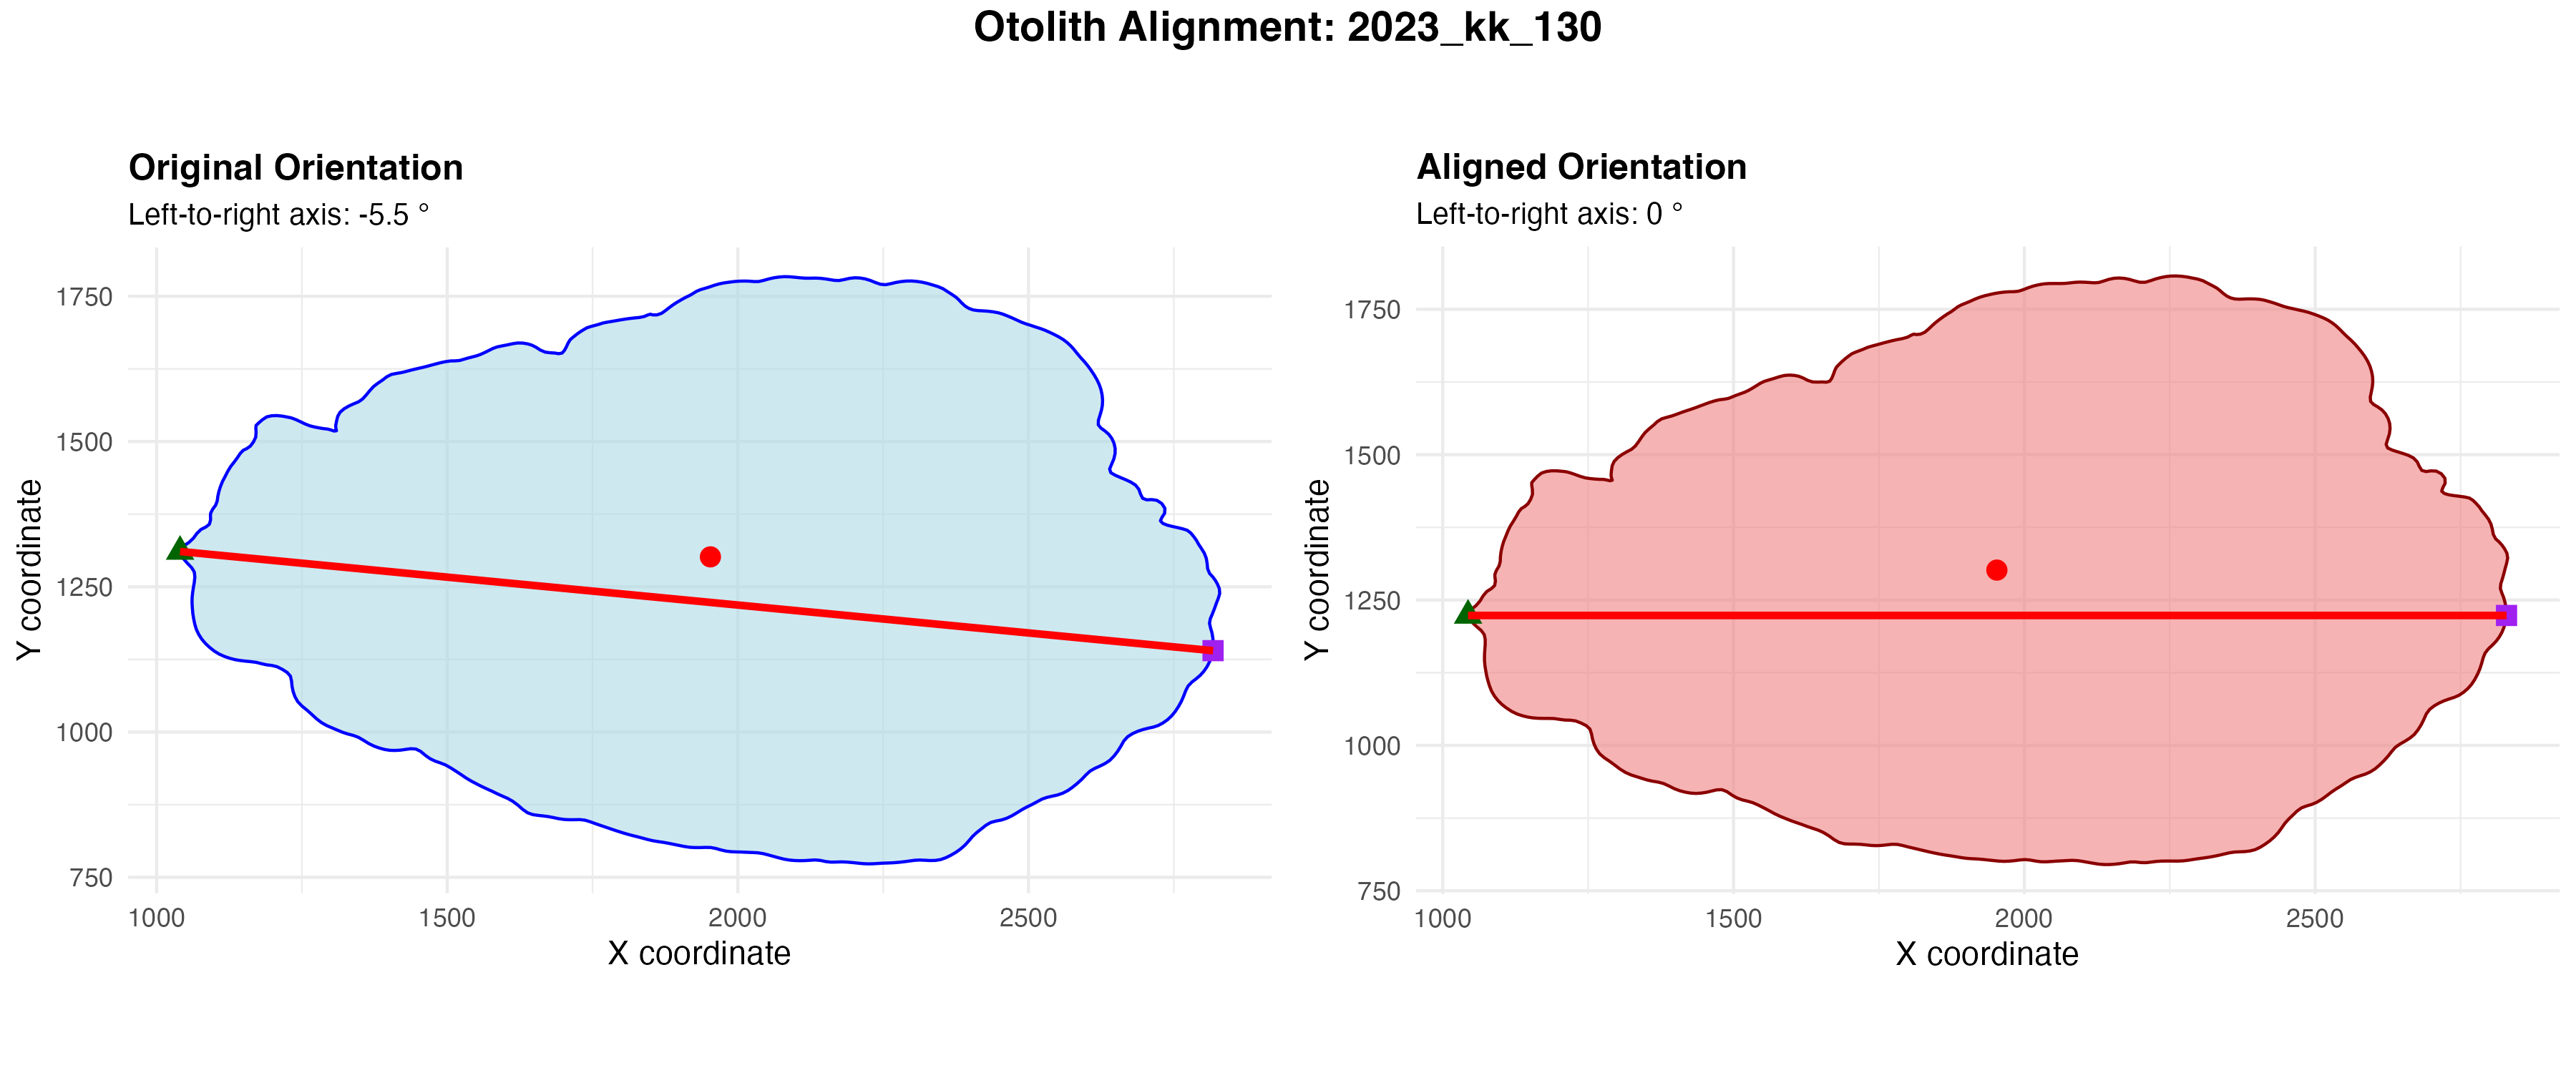 Otolith Alignment: 2023_kk_130
Original Orientation
Left-to-right axis: -5.5 °
1750
1500
1250
1000
750
Y coordinate
1000 1500 2000 2500
X coordinate
Aligned Orientation
Left-to-right axis: 0 °
1750
1500
1250
1000
750
Y coordinate
1000 1500 2000 2500
X coordinate